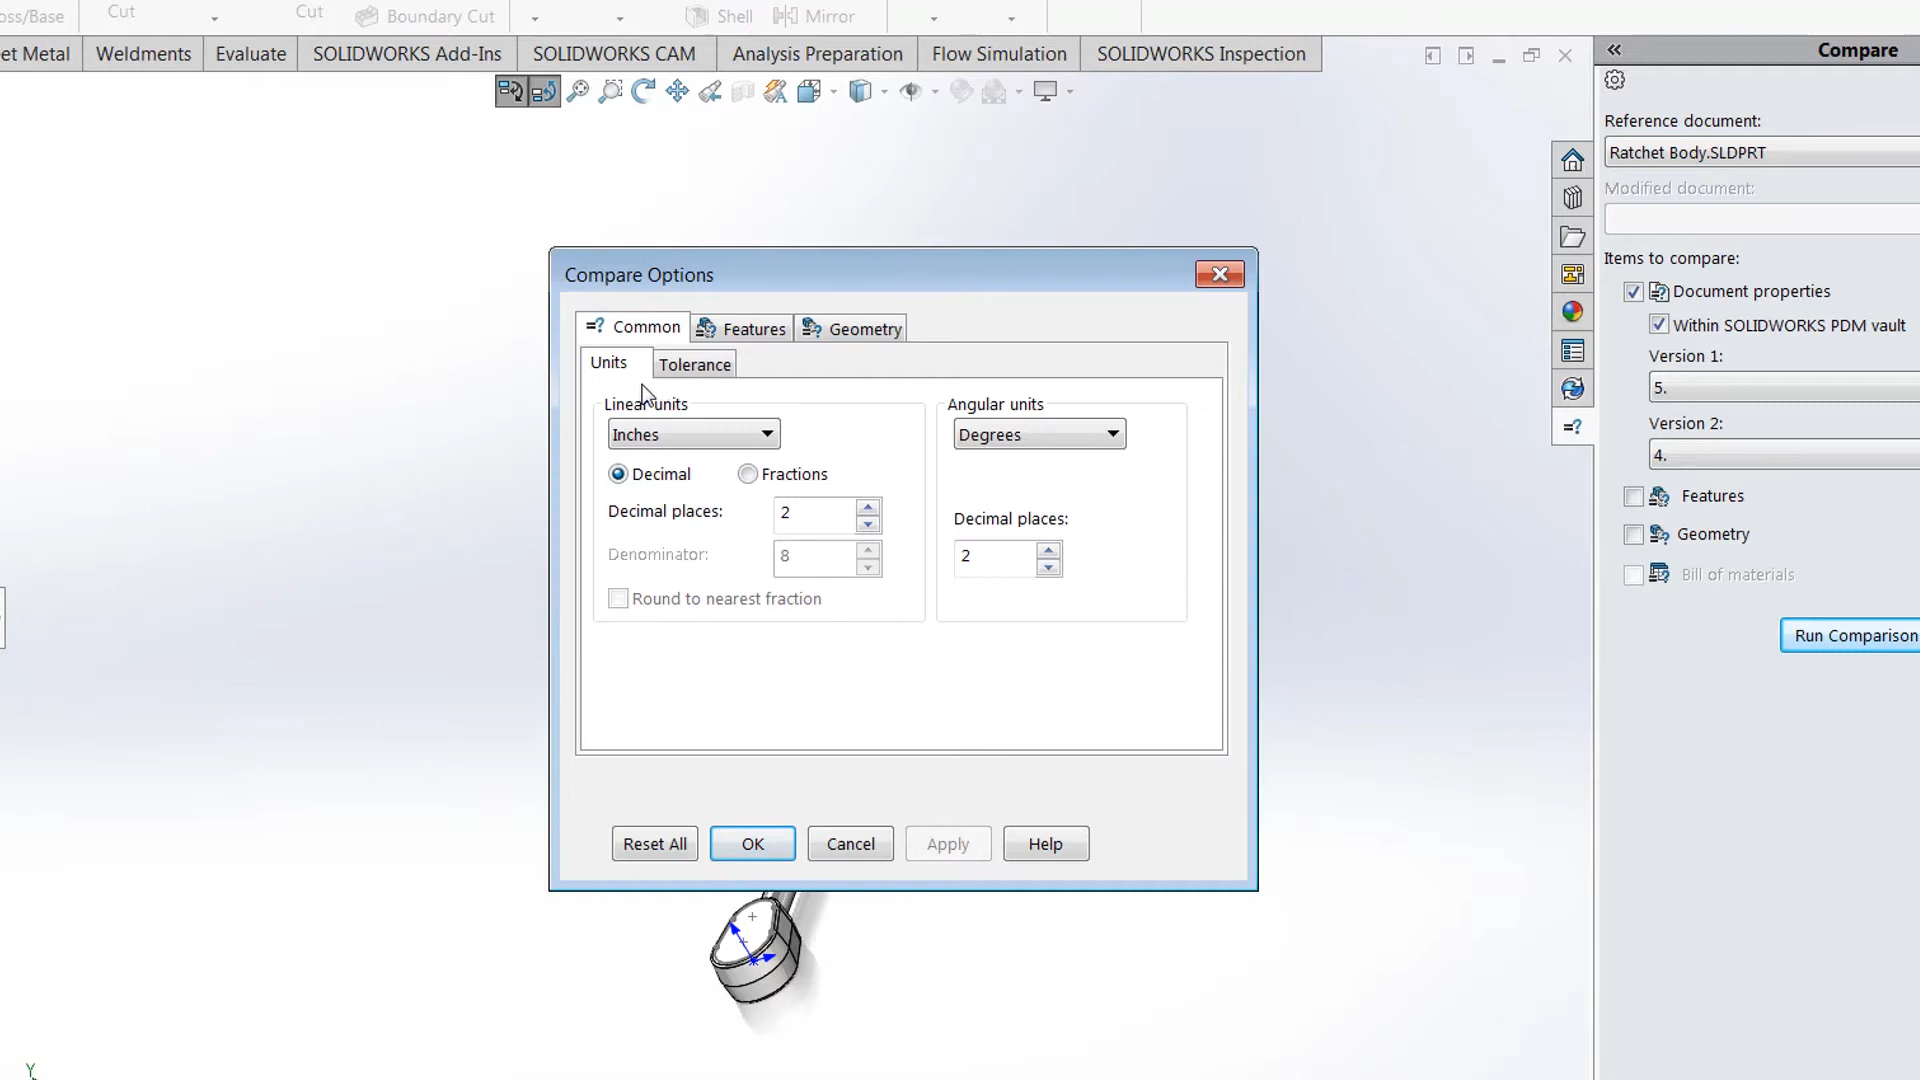 oss/Base
Cut
Cut
Boundary Cut
Shell
Mirror
et Metal
Weldments
Evaluate
SOLIDWORKS Add-Ins
SOLIDWORKS CAM
Analysis Preparation
Flow Simulation
SOLIDWORKS Inspection
Compare
Reference document:
Ratchet Body.SLDPRT
Modified document:
Items to compare:
Document properties
Within SOLIDWORKS PDM vault
Version 1:
5.
Version 2:
4.
Features
Geometry
Bill of materials
Run Comparison
Compare Options
Common
Features
Geometry
Units
Tolerance
Linear units
Inches
Decimal
Fractions
Decimal places:
2
Denominator:
8
Round to nearest fraction
Angular units
Degrees
Decimal places:
2
Reset All
OK
Cancel
Apply
Help
Y